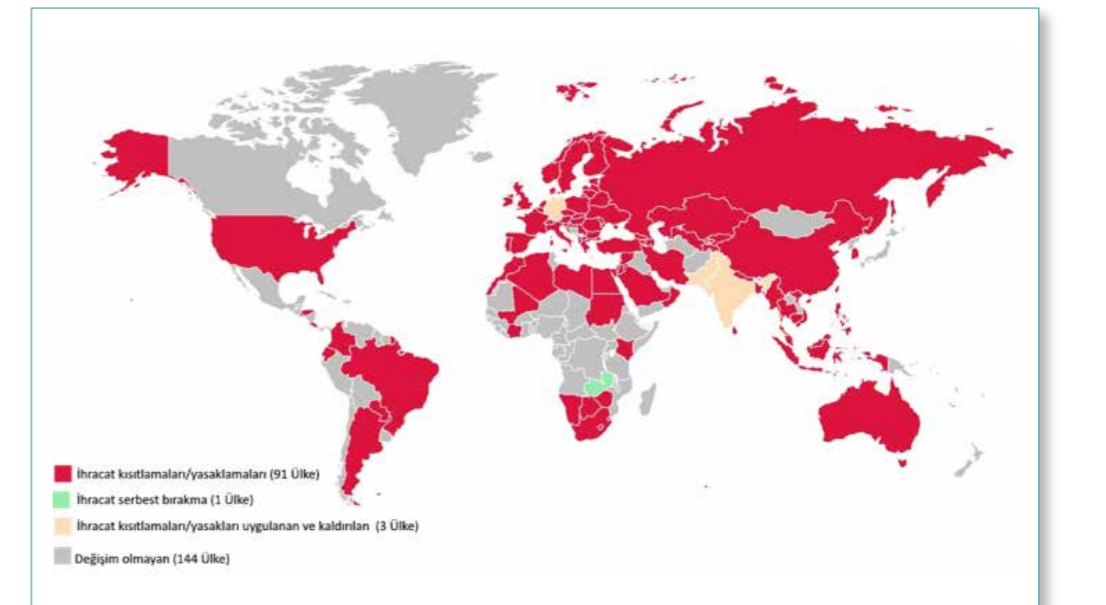 İhracat kısıtlamaları/yasaklamaları (91 Ülke)
İhracat serbest bırakma (1 Ülke)
İhracat kısıtlamaları/yasakları uygulanan ve kaldırılan (3 Ülke)
Değişim olmayan (144 Ülke)